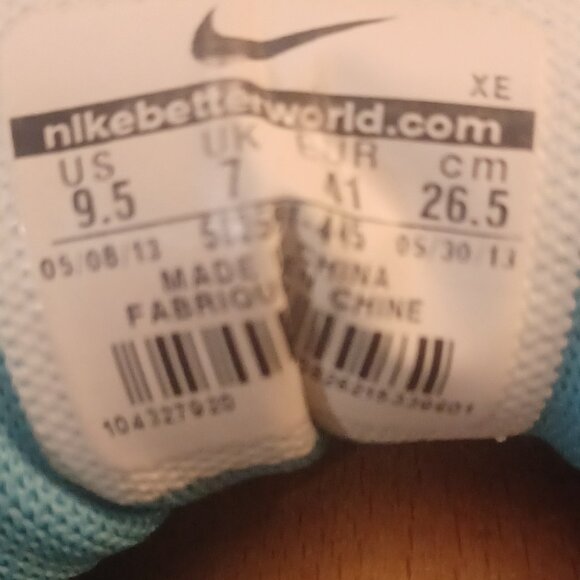 XE
nikebetterworld.com
US UK EUR cm
9.5 7 41 26.5
05/08/13 05/30/13
MADE CHINA
FABRIQU CHINE